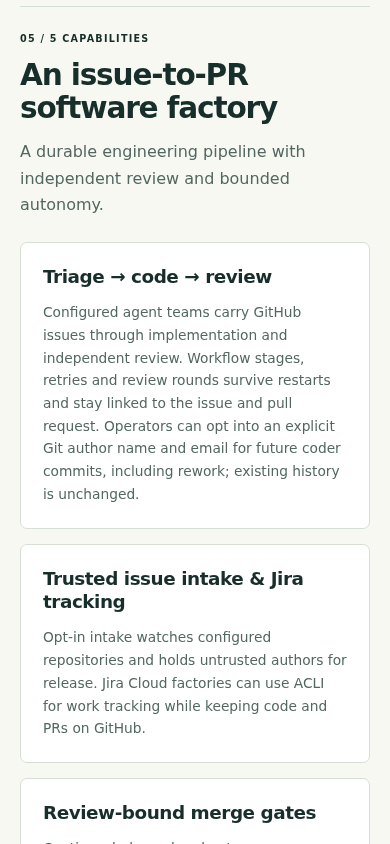 05 / 5 CAPABILITIES
An issue-to-PR
software factory
A durable engineering pipeline with
independent review and bounded
autonomy.
Triage → code → review
Configured agent teams carry GitHub
issues through implementation and
independent review. Workflow stages,
retries and review rounds survive restarts
and stay linked to the issue and pull
request. Operators can opt into an explicit
Git author name and email for future coder
commits, including rework; existing history
is unchanged.
Trusted issue intake & Jira
tracking
Opt-in intake watches configured
repositories and holds untrusted authors for
release. Jira Cloud factories can use ACLI
for work tracking while keeping code and
PRs on GitHub.
Review-bound merge gates